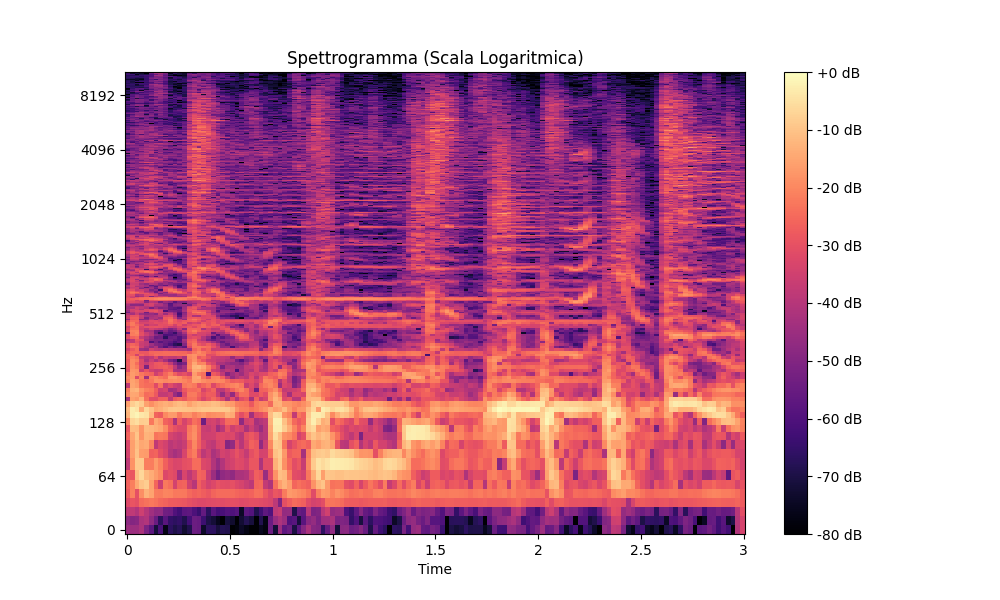 Spettrogramma (Scala Logaritmica)
8192
4096
2048
1024
512
256
128
64
0
Hz
0
0.5
1
1.5
2
2.5
3
Time
+0 dB
-10 dB
-20 dB
-30 dB
-40 dB
-50 dB
-60 dB
-70 dB
-80 dB